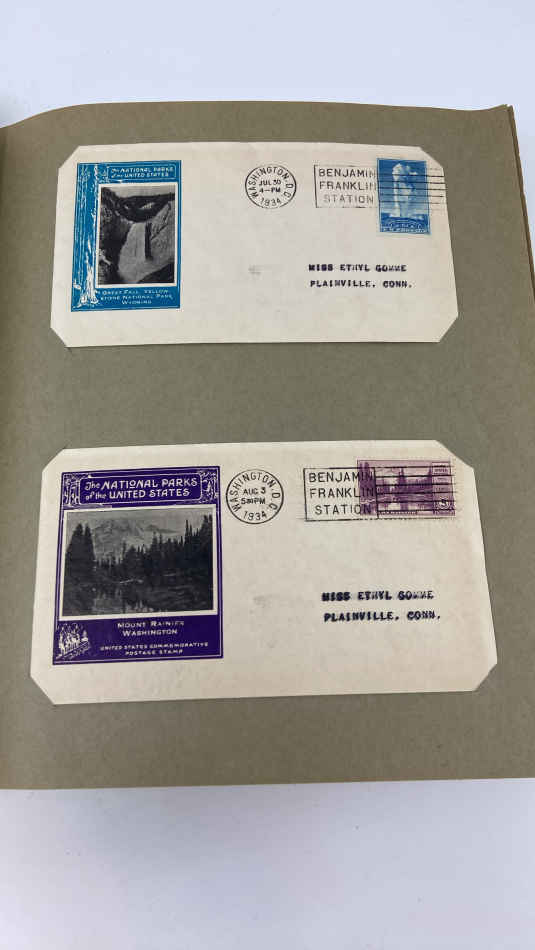 The NATIONAL PARKS
of the UNITED STATES
GREAT FALL YELLOW-
STONE NATIONAL PARK
WYOMING
WASHINGTON, D.C.
JUL 30
4-PM
1934
BENJAMIN
FRANKLIN
STATION
MISS ETHYL GOMME
PLAINVILLE, CONN.
The NATIONAL PARKS
of the UNITED STATES
MOUNT RAINIER
WASHINGTON
UNITED STATES COMMEMORATIVE
POSTAGE STAMP
WASHINGTON, D.C.
AUG 3
1934
BENJAMIN
FRANKLIN
STATION
MISS ETHYL GOMME
PLAINVILLE, CONN.